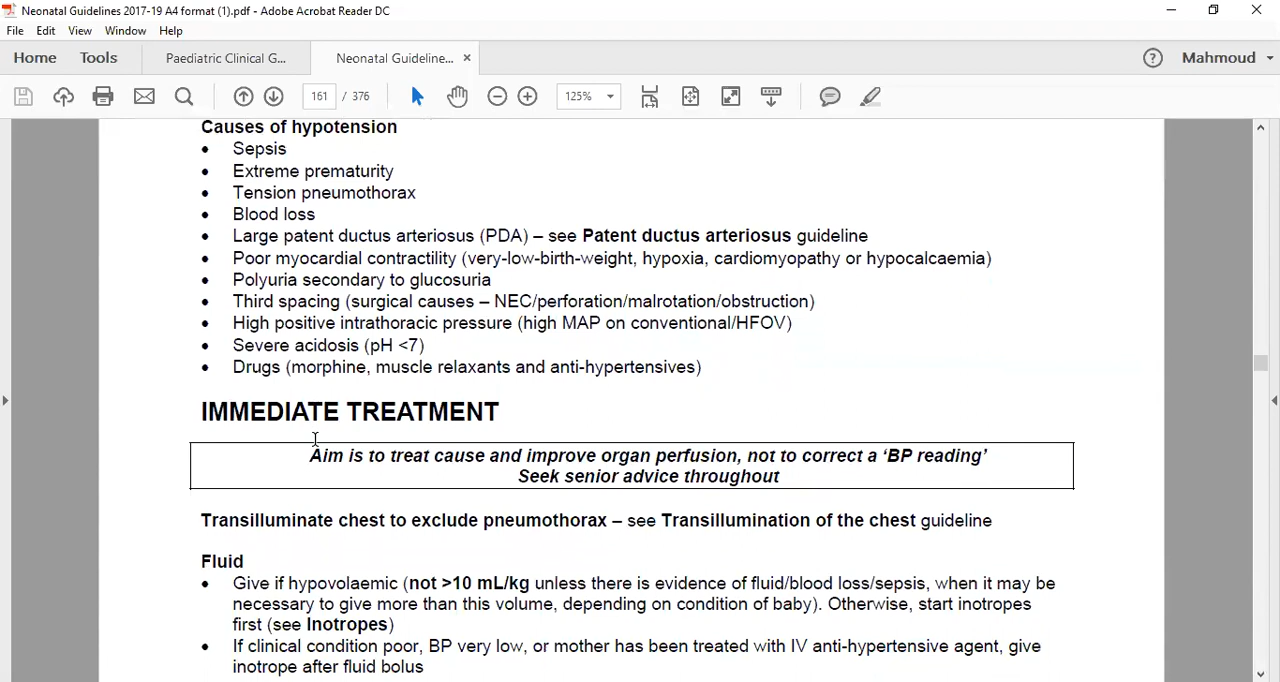 Neonatal Guidelines 2017-19 A4 format (1).pdf - Adobe Acrobat Reader DC
File Edit View Window Help
Home Tools Paediatric Clinical G... Neonatal Guideline... × ? Mahmoud
161 / 376 125%
Causes of hypotension
• Sepsis
• Extreme prematurity
• Tension pneumothorax
• Blood loss
• Large patent ductus arteriosus (PDA) – see Patent ductus arteriosus guideline
• Poor myocardial contractility (very-low-birth-weight, hypoxia, cardiomyopathy or hypocalcaemia)
• Polyuria secondary to glucosuria
• Third spacing (surgical causes – NEC/perforation/malrotation/obstruction)
• High positive intrathoracic pressure (high MAP on conventional/HFOV)
• Severe acidosis (pH <7)
• Drugs (morphine, muscle relaxants and anti-hypertensives)
IMMEDIATE TREATMENT
Aim is to treat cause and improve organ perfusion, not to correct a ‘BP reading’
Seek senior advice throughout
Transilluminate chest to exclude pneumothorax – see Transillumination of the chest guideline
Fluid
• Give if hypovolaemic (not >10 mL/kg unless there is evidence of fluid/blood loss/sepsis, when it may be
necessary to give more than this volume, depending on condition of baby). Otherwise, start inotropes
first (see Inotropes)
• If clinical condition poor, BP very low, or mother has been treated with IV anti-hypertensive agent, give
inotrope after fluid bolus